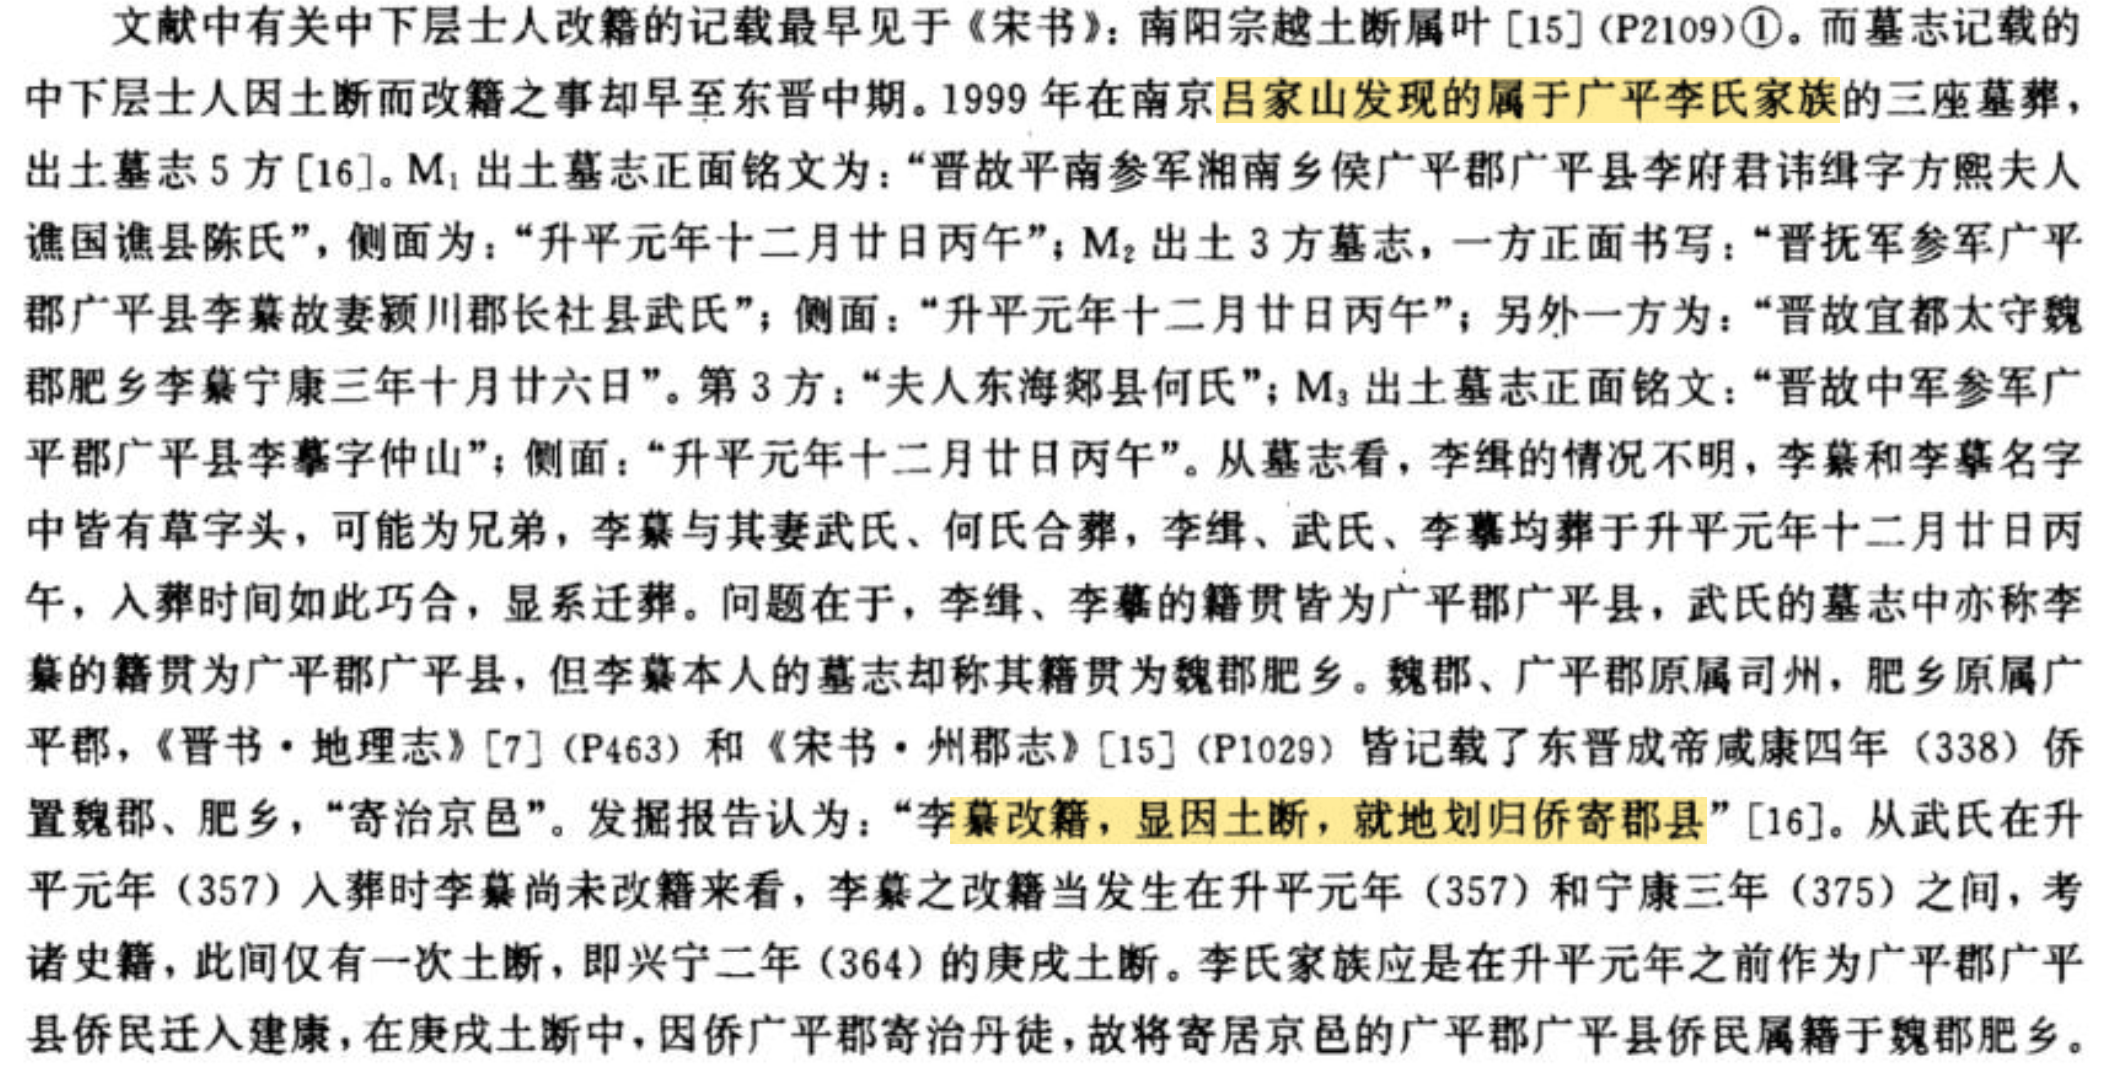 文献中有关中下层士人改籍的记载最早见于《宋书》：南阳宗越土断属叶[15](P2109)①。而墓志记载的
中下层士人因土断而改籍之事却早至东晋中期。1999年在南京吕家山发现的属于广平李氏家族的三座墓葬，
出土墓志5方[16]。M₁出土墓志正面铭文为：“晋故平南参军湘南乡侯广平郡广平县李府君讳缉字方熙夫人
谯国谯县陈氏”，侧面为：“升平元年十二月廿日丙午”；M₂出土3方墓志，一方正面书写：“晋抚军参军广平
郡广平县李纂故妻颍川郡长社县武氏”；侧面：“升平元年十二月廿日丙午”；另外一方为：“晋故宜都太守魏
郡肥乡李纂宁康三年十月廿六日”。第3方：“夫人东海郯县何氏”；M₃出土墓志正面铭文：“晋故中军参军广
平郡广平县李摹字仲山”；侧面：“升平元年十二月廿日丙午”。从墓志看，李缉的情况不明，李纂和李摹名字
中皆有草字头，可能为兄弟，李纂与其妻武氏、何氏合葬，李缉、武氏、李摹均葬于升平元年十二月廿日丙
午，入葬时间如此巧合，显系迁葬。问题在于，李缉、李摹的籍贯皆为广平郡广平县，武氏的墓志中亦称李
纂的籍贯为广平郡广平县，但李纂本人的墓志却称其籍贯为魏郡肥乡。魏郡、广平郡原属司州，肥乡原属广
平郡，《晋书·地理志》[7](P463)和《宋书·州郡志》[15](P1029)皆记载了东晋成帝咸康四年（338）侨
置魏郡、肥乡，“寄治京邑”。发掘报告认为：“李纂改籍，显因土断，就地划归侨寄郡县”[16]。从武氏在升
平元年（357）入葬时李纂尚未改籍来看，李纂之改籍当发生在升平元年（357）和宁康三年（375）之间，考
诸史籍，此间仅有一次土断，即兴宁二年（364）的庚戌土断。李氏家族应是在升平元年之前作为广平郡广平
县侨民迁入建康，在庚戌土断中，因侨广平郡寄治丹徒，故将寄居京邑的广平郡广平县侨民属籍于魏郡肥乡。